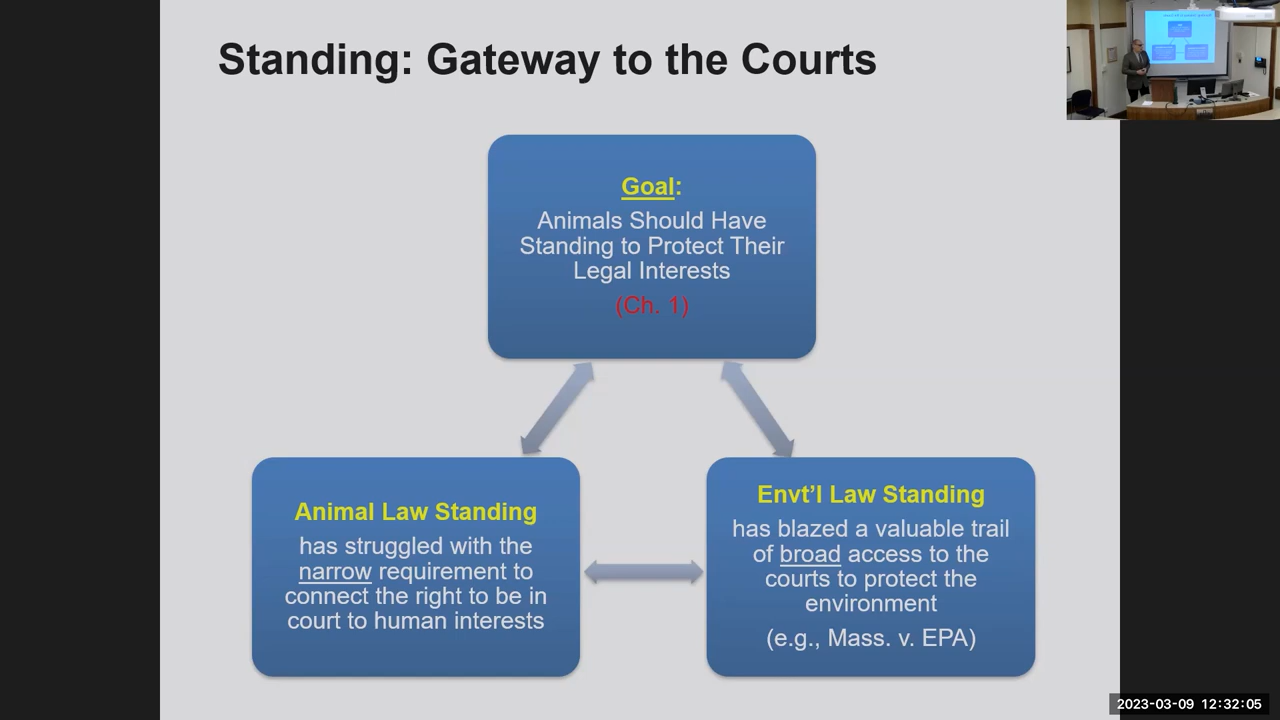 Standing: Gateway to the Courts
Goal:
Animals Should Have
Standing to Protect Their
Legal Interests
(Ch. 1)
Animal Law Standing
has struggled with the
narrow requirement to
connect the right to be in
court to human interests
Envt'l Law Standing
has blazed a valuable trail
of broad access to the
courts to protect the
environment
(e.g., Mass. v. EPA)
2023-03-09 12:32:05